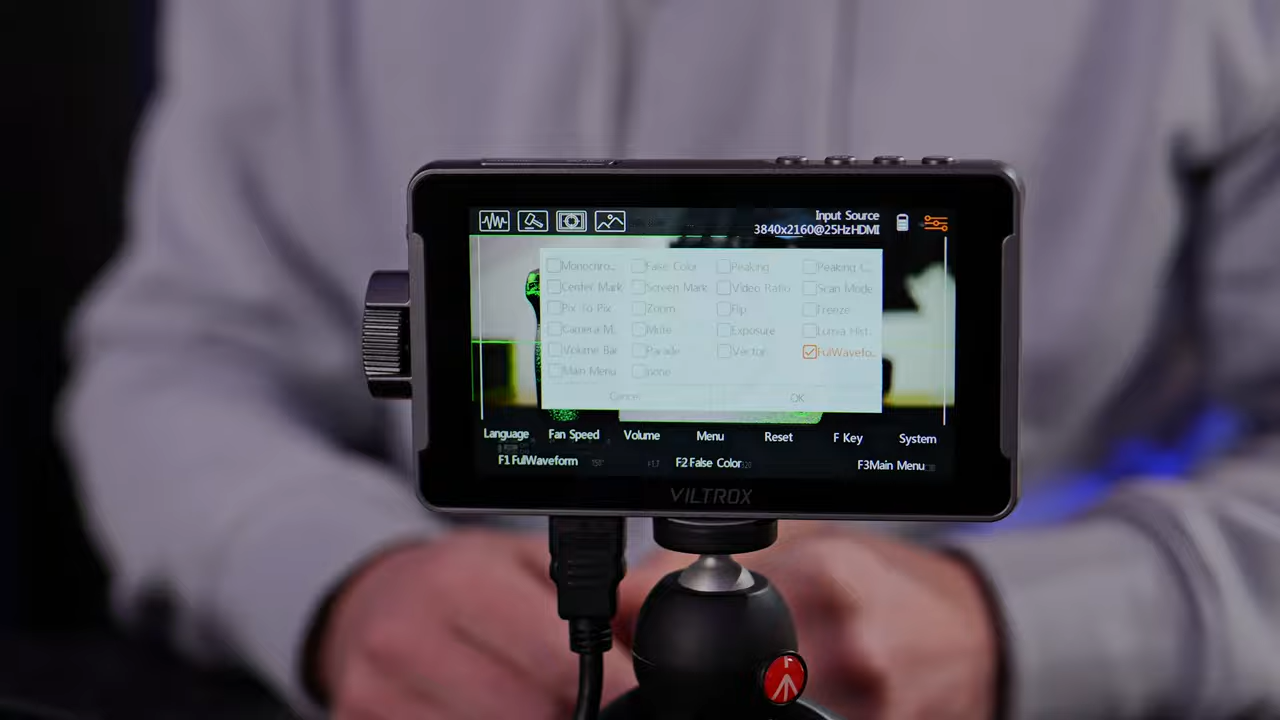 Input Source
3840x2160@25HzHDMI
Monochro... False Color Peaking Peaking C...
Center Mark Screen Mark Video Ratio Scan Mode
Pix To Pix Zoom Flip Freeze
Camera M. Mute Exposure Luma Hist.
Volume Bar Parade Vector FulWavefo..
Main Menu none
Cancel OK
Language Fan Speed Volume Menu Reset F Key System
F1 FulWaveform F2 False Color F3Main Menu
VILTROX